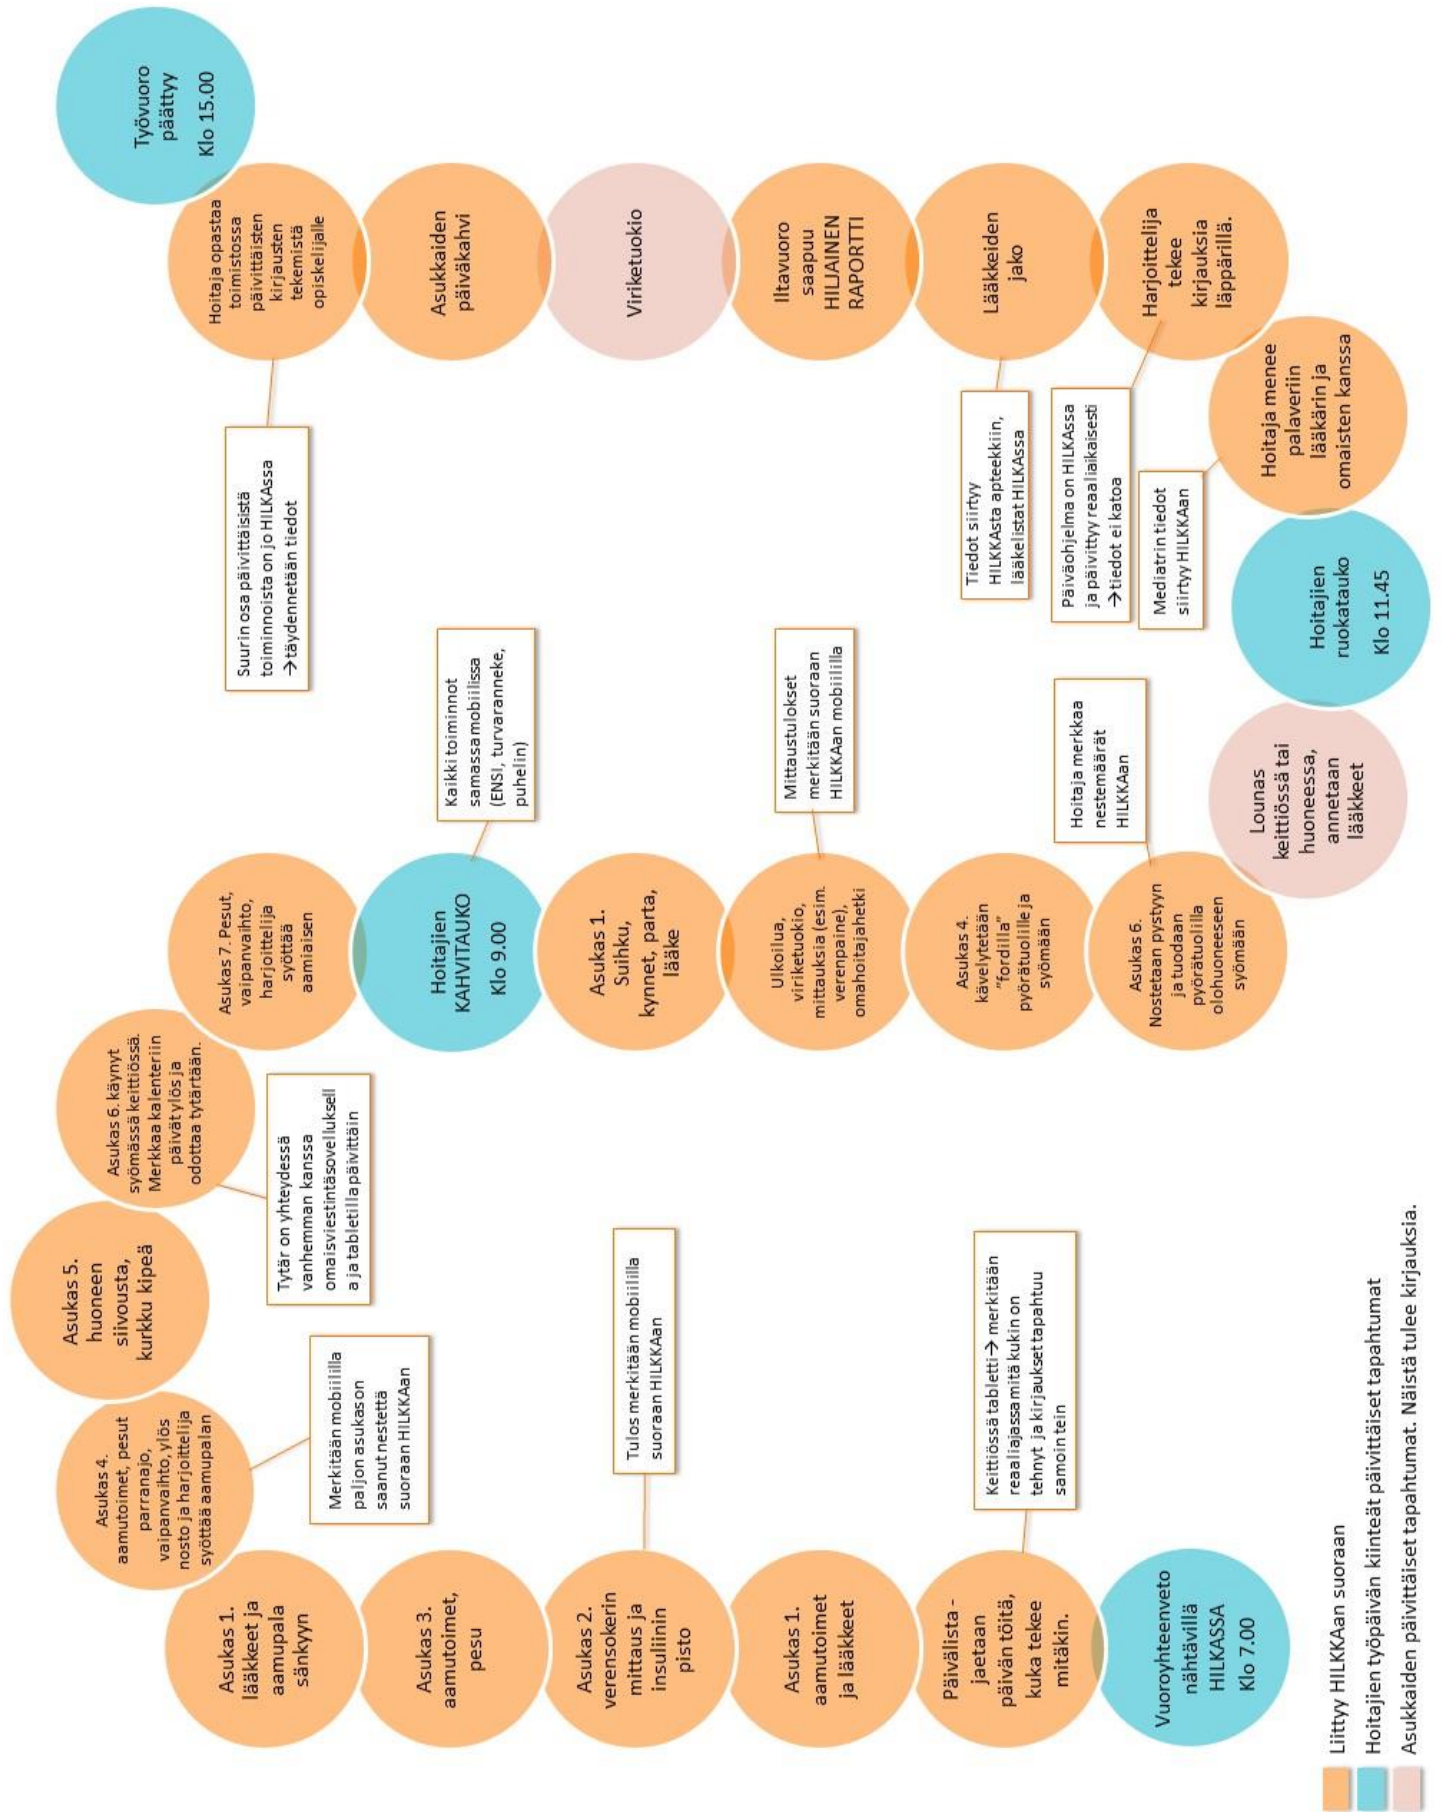 Vuoroyhteenveto
nähtävillä
HILKASSA
Klo 7.00
Päivälista -
jaetaan
päivän töitä,
kuka tekee
mitäkin.
Keittiössä tabletti→ merkitään
reaaliajassa mitä kukin on
tehnyt ja kirjaukset tapahtuu
samoin tein
Asukas 1.
aamutoimet
ja lääkkeet
Asukas 2.
verensokerin
mittaus ja
insuliinin
pisto
Tulos merkitään mobiililla
suoraan HILKKAan
Asukas 3.
aamutoimet,
pesu
Asukas 1.
lääkkeet ja
aamupala
sänkyyn
Asukas 4.
aamutoimet, pesut
parranajo,
vaipanvaihto, ylös
nosto ja harjoittelija
syöttää aamupalan
Merkitään mobiililla
paljon asukas on
saanut nestettä
suoraan HILKKAan
Asukas 5.
huoneen
siivousta,
kurkku kipeä
Asukas 6. käynyt
syömässä keittiössä.
Merkkaa kalenteriin
päivät ylös ja
odottaa tytärtään.
Tytär on yhteydessä
vanhemman kanssa
omaisviestintäsovelluksell
a ja tabletilla päivittäin
Asukas 7. Pesut,
vaipanvaihto,
harjoittelija
syöttää
aamiaisen
Hoitajien
KAHVITAUKO
Klo 9.00
Kaikki toiminnot
samassa mobiilissa
(ENSI, turvaranneke,
puhelin)
Asukas 1.
Suihku,
kynnet, parta,
lääke
Ulkoilua,
viriketuokio,
mittauksia (esim.
verenpaine),
omahoitajahetki
Mittaustulokset
merkitään suoraan
HILKKAan mobiililla
Asukas 4.
kävelytetään
”fordilla”
pyörätuolille ja
syömään
Asukas 6.
Nostetaan pystyyn
ja tuodaan
pyörätuolilla
olohuoneeseen
syömään
Hoitaja merkkaa
nestemäärät
HILKKAan
Lounas
keittiössä tai
huoneessa,
annetaan
lääkkeet
Hoitajien
ruokatauko
Klo 11.45
Hoitaja menee
palaveriin
lääkärin ja
omaisten kanssa
Mediatrin tiedot
siirtyy HILKKAan
Harjoittelija
tekee
kirjauksia
läppärillä.
Päiväohjelma on HILKAssa
ja päivittyy reaaliaikaisesti
→tiedot ei katoa
Lääkkeiden
jako
Tiedot siirtyy
HILKKAsta apteekkiin,
lääkelistat HILKAssa
Iltavuoro
saapuu
HILJAINEN
RAPORTTI
Viriketuokio
Asukkaiden
päiväkahvi
Hoitaja opastaa
toimistossa
päivittäisten
kirjausten
tekemistä
opiskelijalle
Suurin osa päivittäisistä
toiminnoista on jo HILKAssa
→täydennetään tiedot
Työvuoro
päättyy
Klo 15.00
Liittyy HILKKAan suoraan
Hoitajien työpäivän kiinteät päivittäiset tapahtumat
Asukkaiden päivittäiset tapahtumat. Näistä tulee kirjauksia.